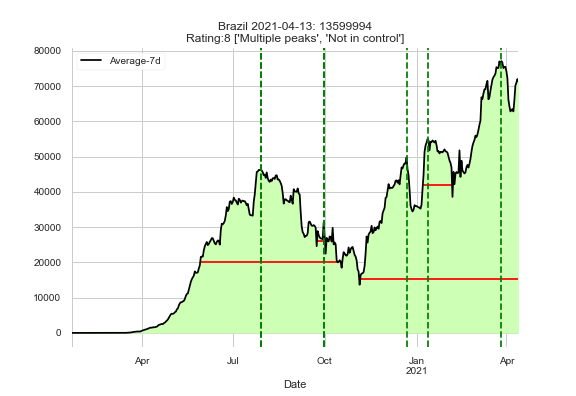 Brazil 2021-04-13: 13599994
Rating:8 ['Multiple peaks', 'Not in control']
80000
70000
60000
50000
40000
30000
20000
10000
0
Average-7d
Apr
Jul
Oct
Jan
2021
Apr
Date